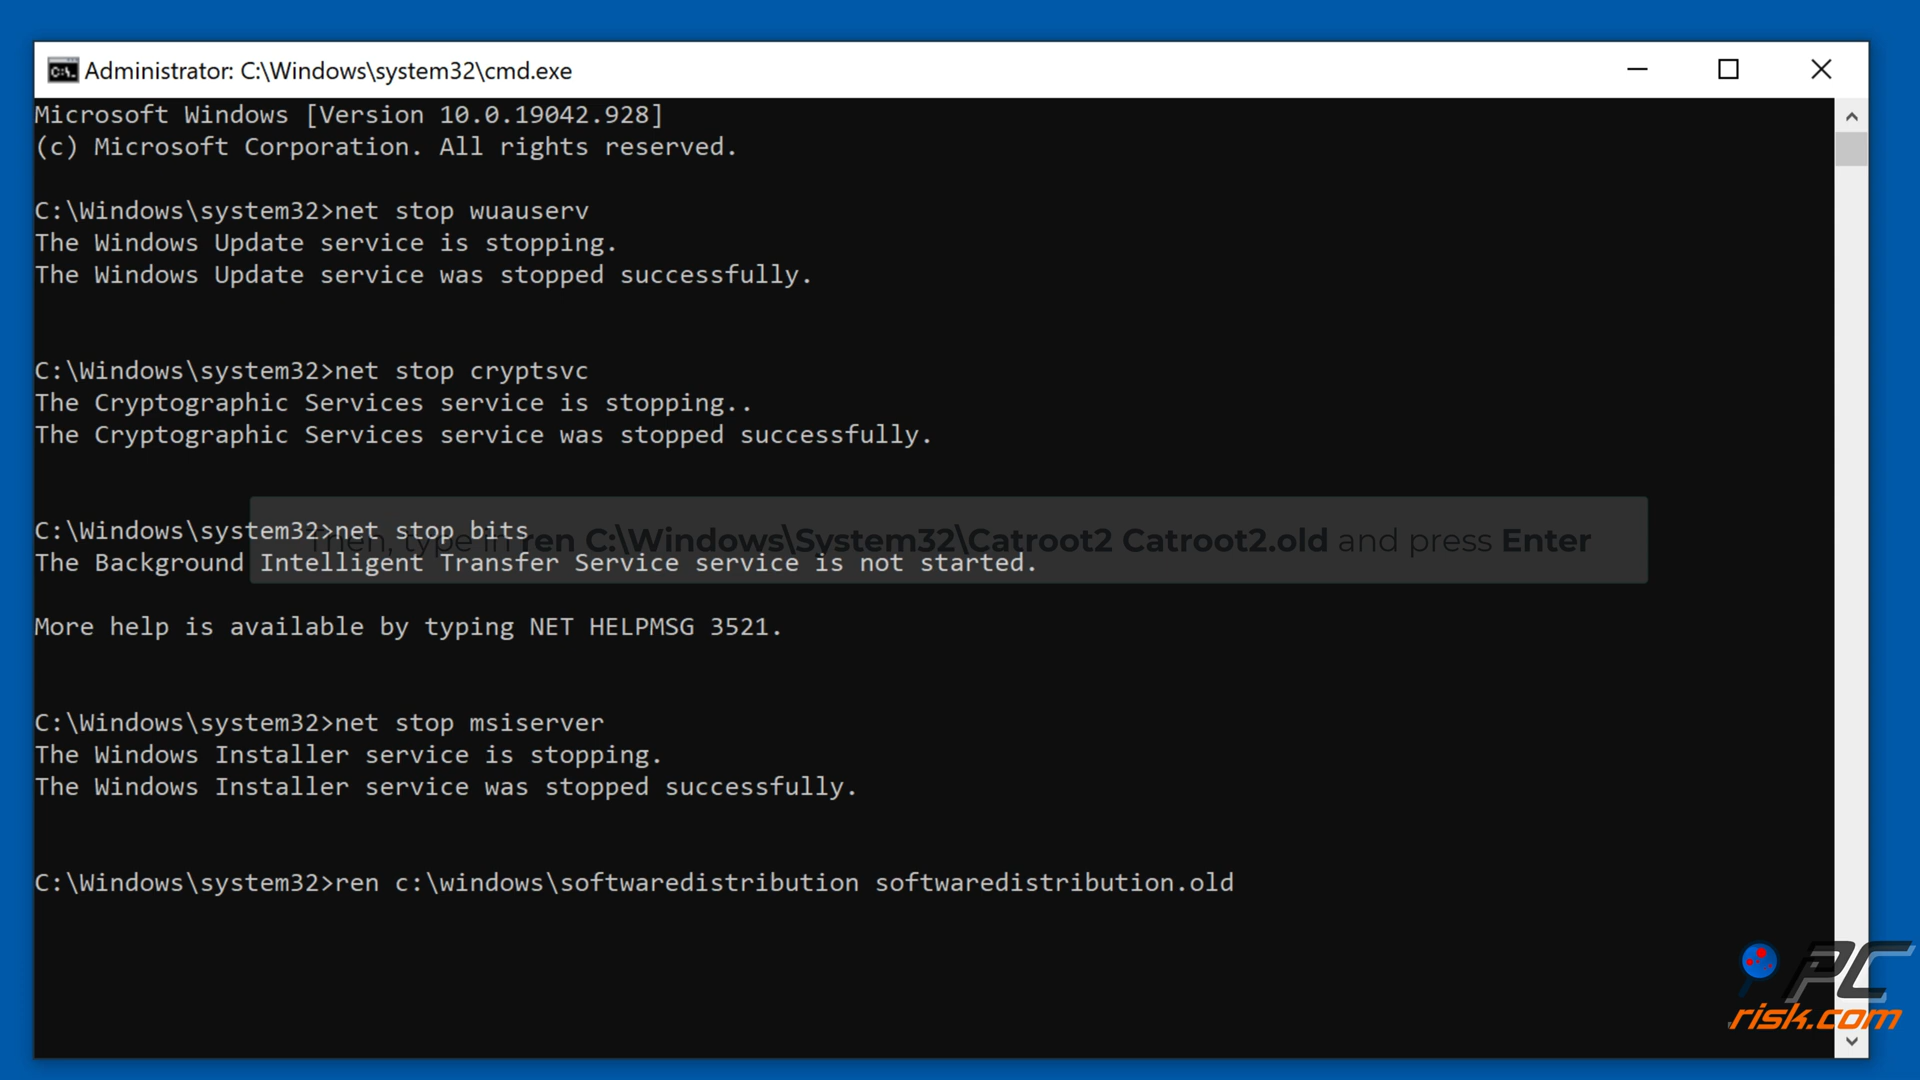 Administrator: C:\Windows\system32\cmd.exe
Microsoft Windows [Version 10.0.19042.928]
(c) Microsoft Corporation. All rights reserved.
C:\Windows\system32>net stop wuauserv
The Windows Update service is stopping.
The Windows Update service was stopped successfully.
C:\Windows\system32>net stop cryptsvc
The Cryptographic Services service is stopping..
The Cryptographic Services service was stopped successfully.
C:\Windows\system32>net stop bits
Then, type in ren C:\Windows\System32\Catroot2 Catroot2.old and press Enter
The Background Intelligent Transfer Service service is not started.
More help is available by typing NET HELPMSG 3521.
C:\Windows\system32>net stop msiserver
The Windows Installer service is stopping.
The Windows Installer service was stopped successfully.
C:\Windows\system32>ren c:\windows\softwaredistribution softwaredistribution.old
PC
risk.com